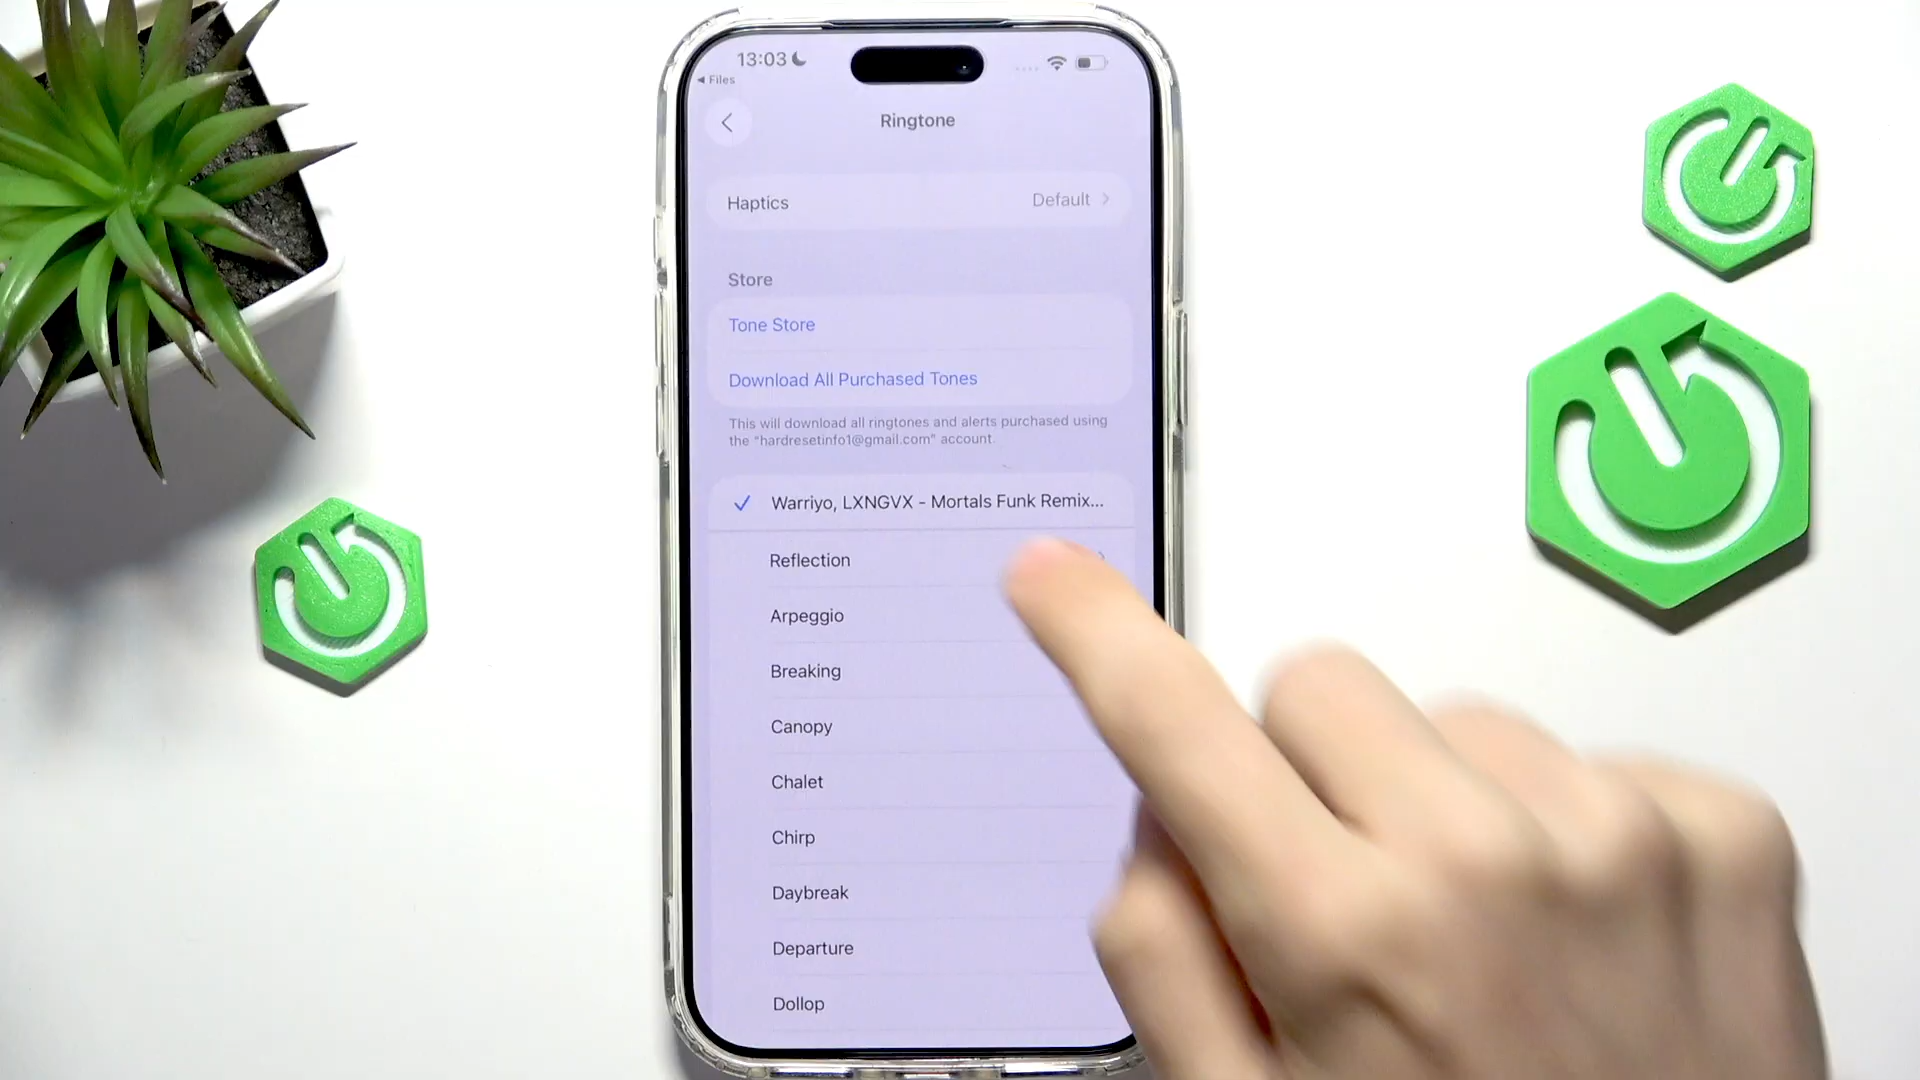 13:03
◀ Files
Ringtone
Haptics
Default
Store
Tone Store
Download All Purchased Tones
This will download all ringtones and alerts purchased using
the "hardresetinfo1@gmail.com" account.
Warriyo, LXNGVX - Mortals Funk Remix...
Reflection
Arpeggio
Breaking
Canopy
Chalet
Chirp
Daybreak
Departure
Dollop